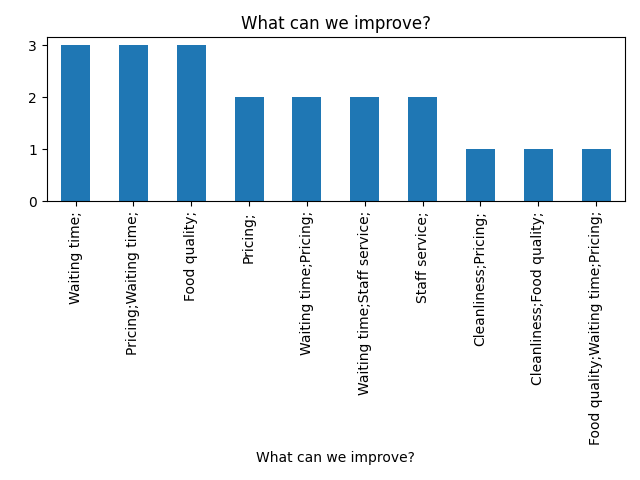 What can we improve?
3
2
1
0
Waiting time;
Pricing;Waiting time;
Food quality;
Pricing;
Waiting time;Pricing;
Waiting time;Staff service;
Staff service;
Cleanliness;Pricing;
Cleanliness;Food quality;
Food quality;Waiting time;Pricing;
What can we improve?